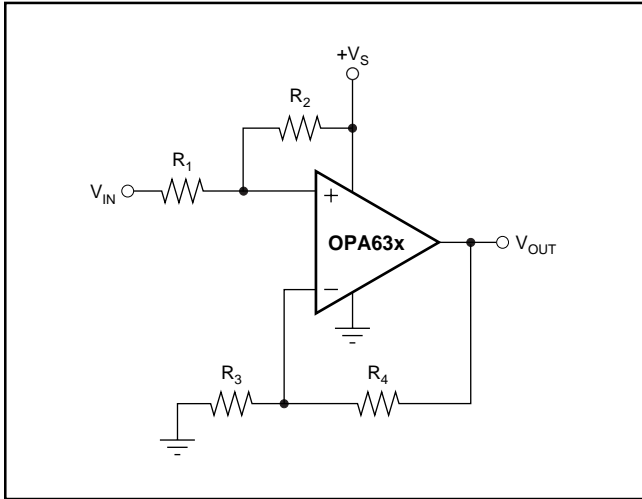 +V_S
R_2
R_1
V_IN
+
OPA63x
V_OUT
−
R_3
R_4